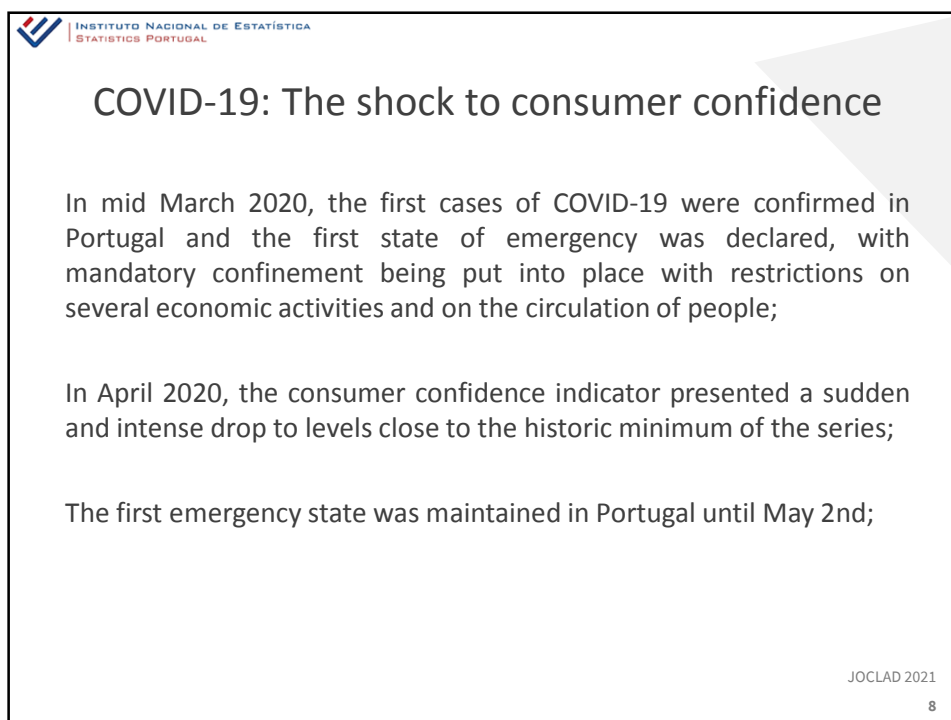 INSTITUTO NACIONAL DE ESTATÍSTICA
STATISTICS PORTUGAL
COVID-19: The shock to consumer confidence
In mid March 2020, the first cases of COVID-19 were confirmed in
Portugal and the first state of emergency was declared, with
mandatory confinement being put into place with restrictions on
several economic activities and on the circulation of people;
In April 2020, the consumer confidence indicator presented a sudden
and intense drop to levels close to the historic minimum of the series;
The first emergency state was maintained in Portugal until May 2nd;
JOCLAD 2021
8